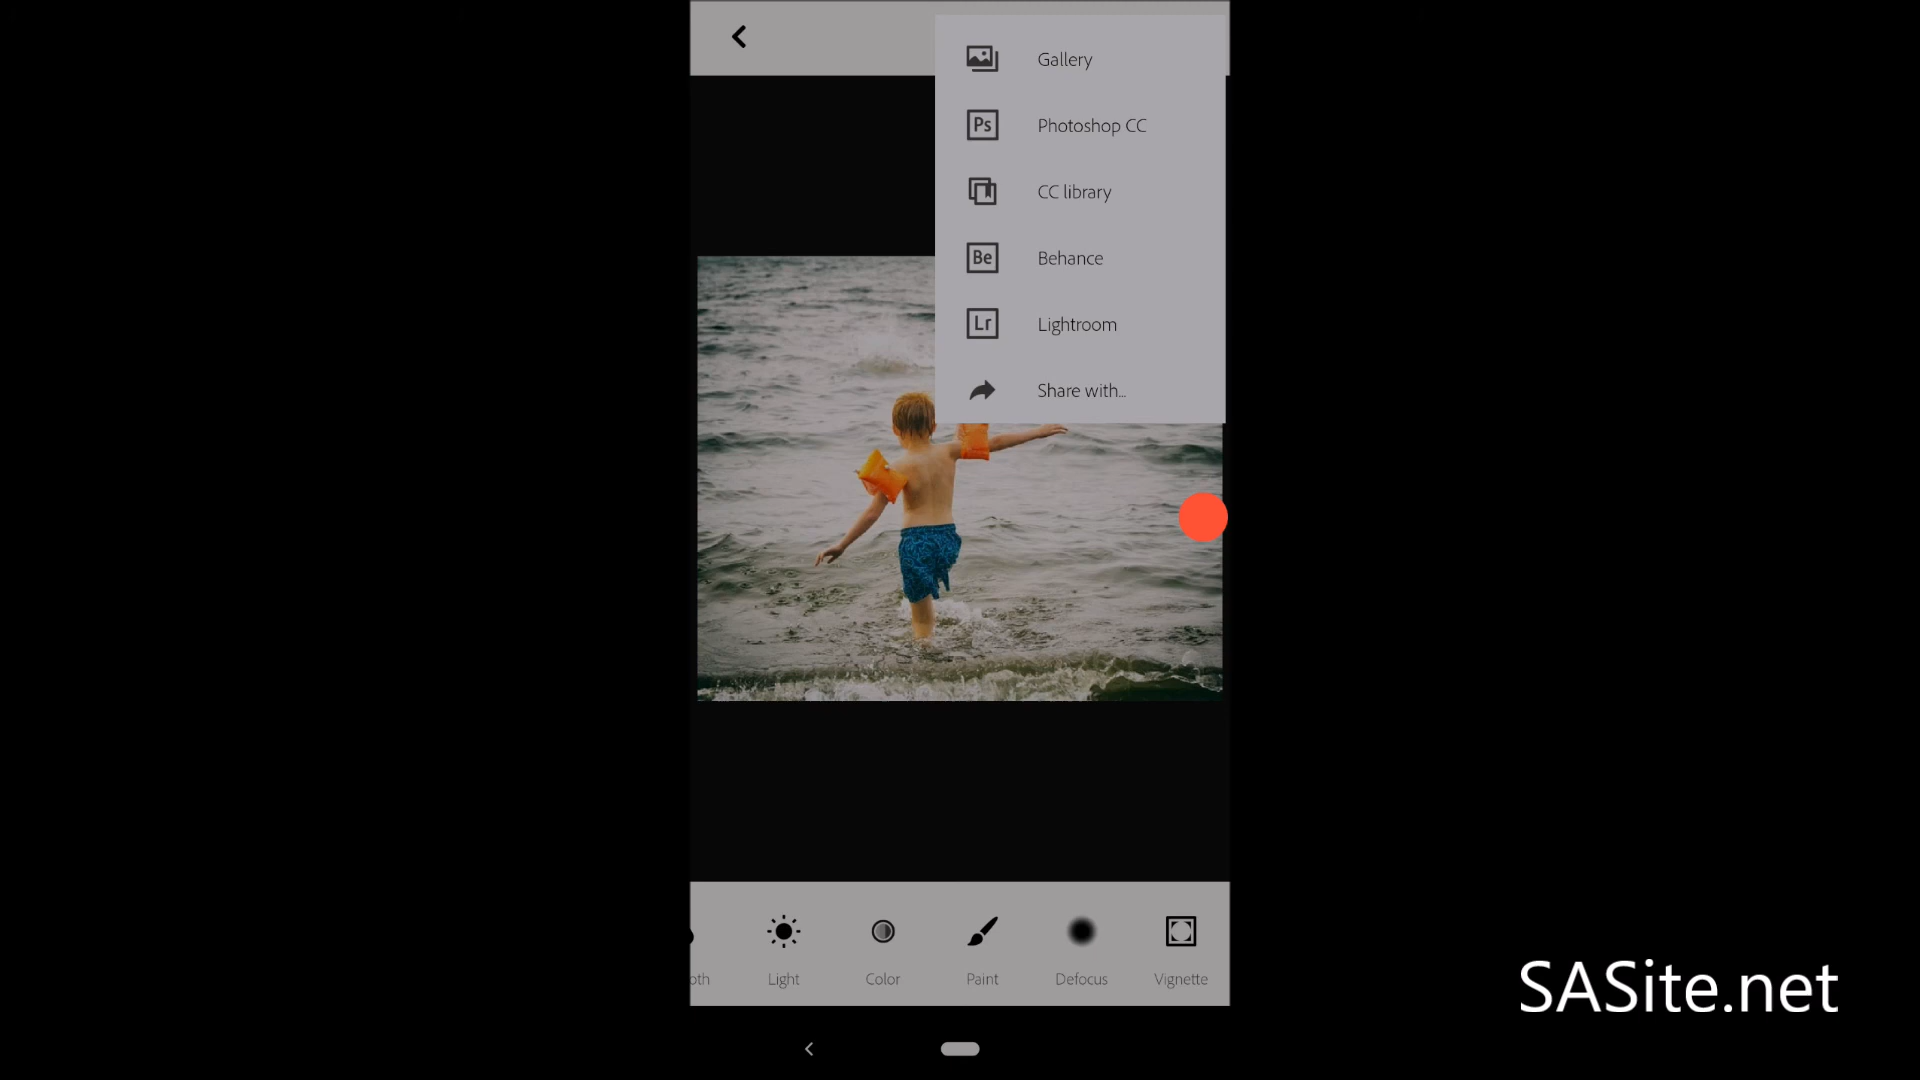 Gallery
Ps Photoshop CC
CC library
Be Behance
Lr Lightroom
Share with...
oth
Light
Color
Paint
Defocus
Vignette
SASite.net